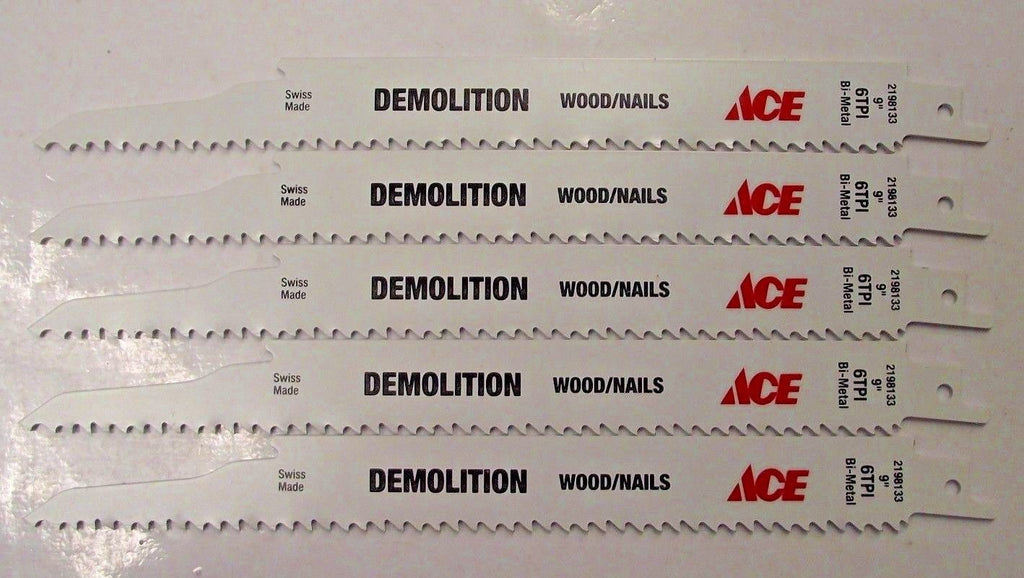 Swiss
Made
DEMOLITION
WOOD/NAILS
ACE
2198133
9"
6TPI
Bi-Metal
Swiss
Made
DEMOLITION
WOOD/NAILS
ACE
2198133
9"
6TPI
Bi-Metal
Swiss
Made
DEMOLITION
WOOD/NAILS
ACE
2198133
9"
6TPI
Bi-Metal
Swiss
Made
DEMOLITION
WOOD/NAILS
ACE
2198133
9"
6TPI
Bi-Metal
Swiss
Made
DEMOLITION
WOOD/NAILS
ACE
2198133
9"
6TPI
Bi-Metal